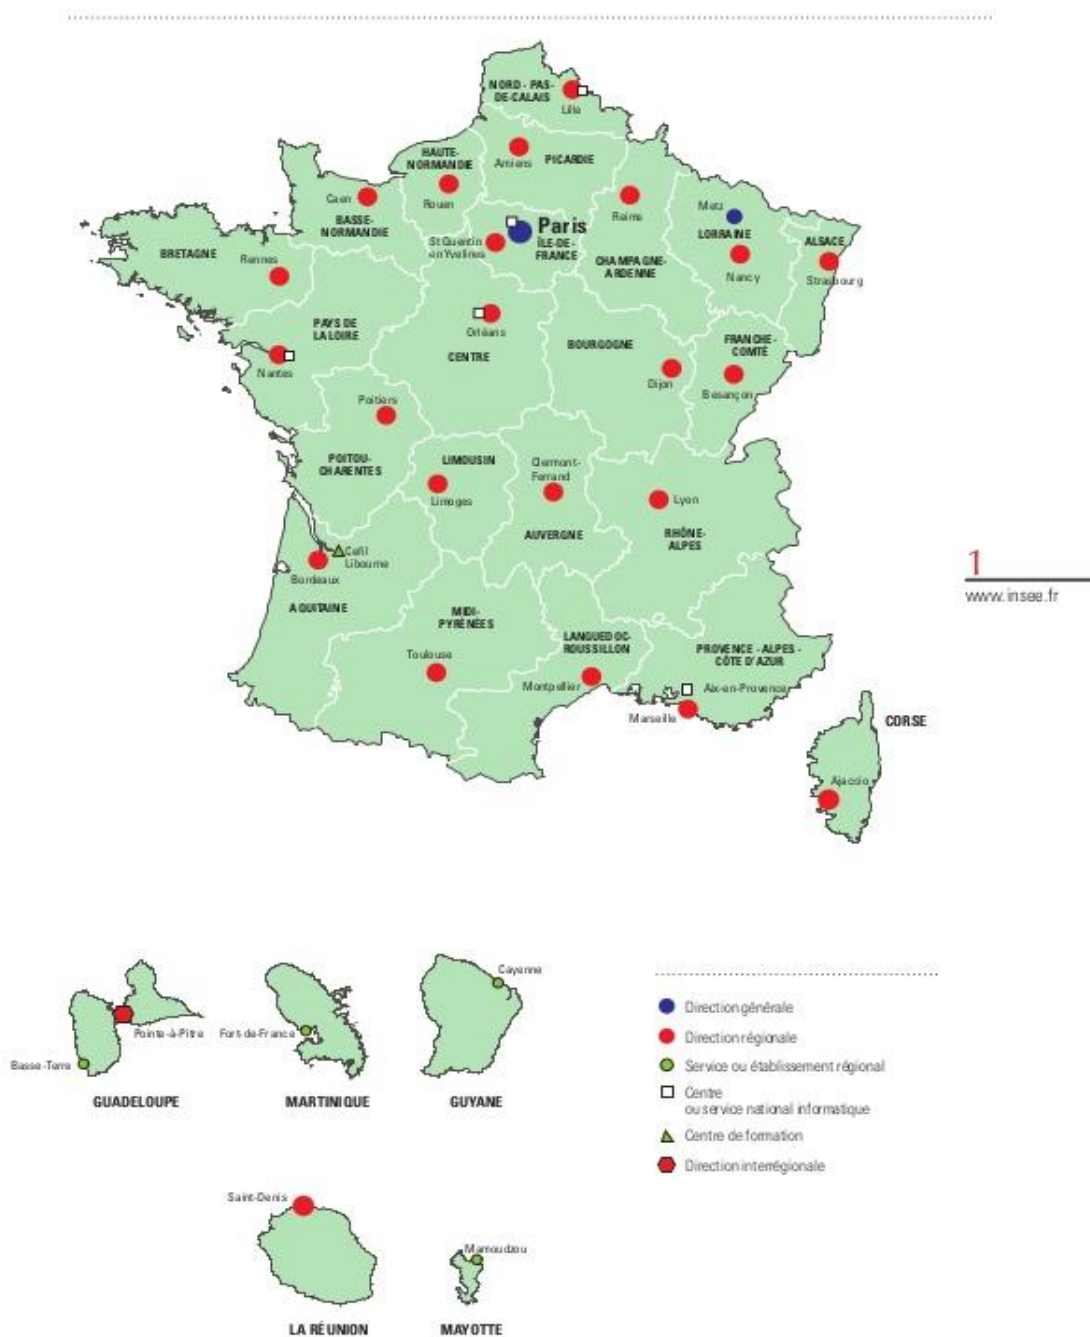 NORD - PAS-
DE-CALAIS
Lille
HAUTE-
NORMANDIE
Amiens
PICARDIE
Caen
Rouen
Reims
Metz
BASSE-
NORMANDIE
Paris
ÎLE-DE-
FRANCE
St Quentin
en Yvelines
LORRAINE
ALSACE
BRETAGNE
Rennes
CHAMPAGNE-
ARDENNE
Nancy
Strasbourg
PAYS DE
LA LOIRE
Orléans
CENTRE
BOURGOGNE
FRANCHE-
COMTÉ
Nantes
Dijon
Besançon
Poitiers
POITOU-
CHARENTES
LIMOUSIN
Limoges
Clermont-
Ferrand
AUVERGNE
Lyon
RHÔNE-
ALPES
Cefil
Libourne
Bordeaux
AQUITAINE
1
www.insee.fr
MIDI-
PYRÉNÉES
LANGUEDOC-
ROUSSILLON
PROVENCE - ALPES -
CÔTE D'AZUR
Toulouse
Montpellier
Aix-en-Provence
Marseille
CORSE
Ajaccio
Cayenne
Pointe-à-Pitre
Fort-de-France
Basse-Terre
GUADELOUPE
MARTINIQUE
GUYANE
Direction générale
Direction régionale
Service ou établissement régional
Centre
ou service national informatique
Centre de formation
Direction interrégionale
Saint-Denis
Mamoudzou
LA RÉUNION
MAYOTTE